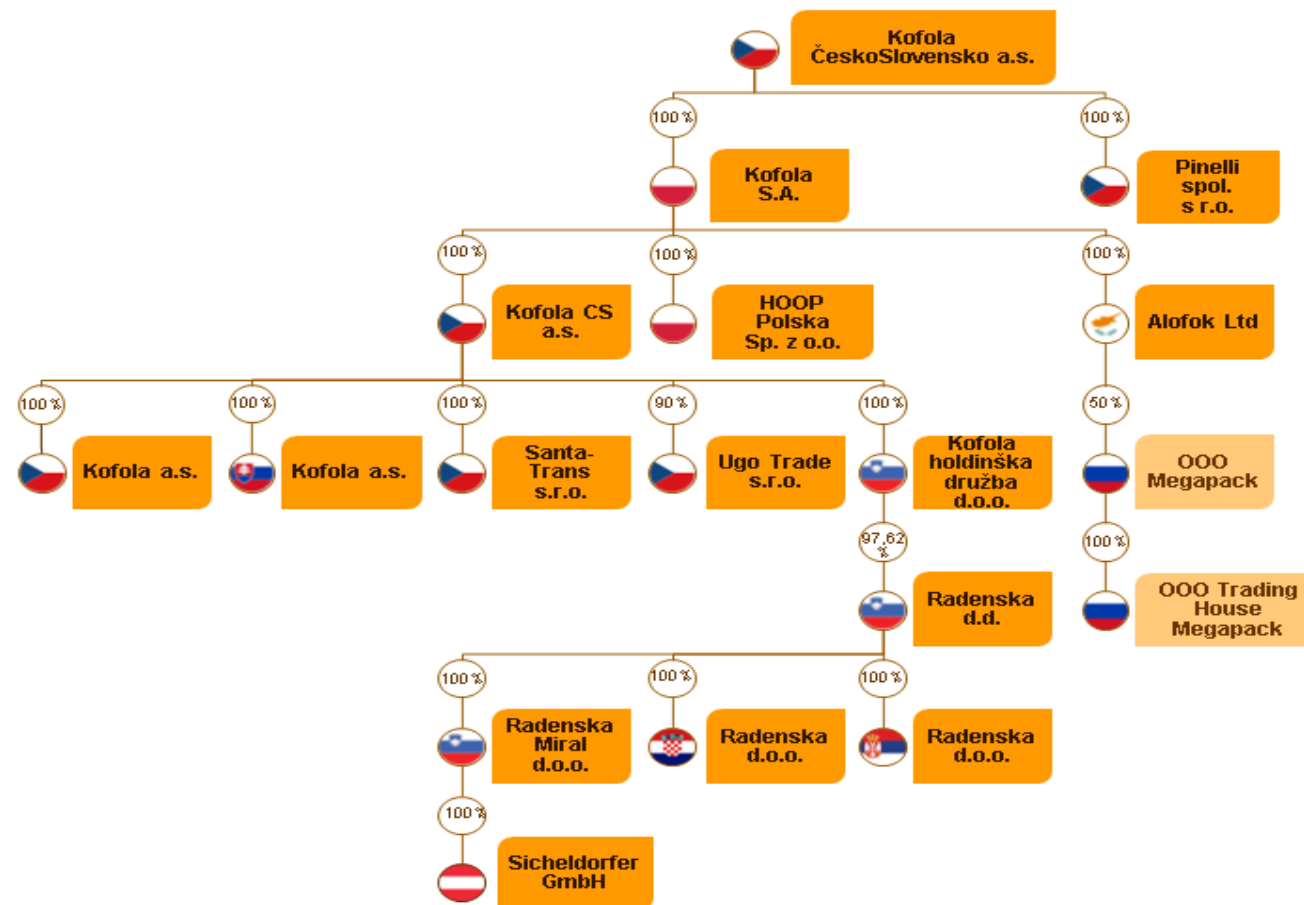 Kofola
ČeskoSlovensko a.s.
100%
100%
Kofola
S.A.
Pinelli
spol.
s r.o.
100%
100%
100%
Kofola CS
a.s.
HOOP
Polska
Sp. z o.o.
Alofok Ltd
100%
100%
100%
90%
100%
50%
Kofola a.s.
Kofola a.s.
Santa-
Trans
s.r.o.
Ugo Trade
s.r.o.
Kofola
holdinška
družba
d.o.o.
OOO
Megapack
97,62
%
100%
Radenska
d.d.
OOO Trading
House
Megapack
100%
100%
100%
Radenska
Miral
d.o.o.
Radenska
d.o.o.
Radenska
d.o.o.
100%
Sicheldorfer
GmbH